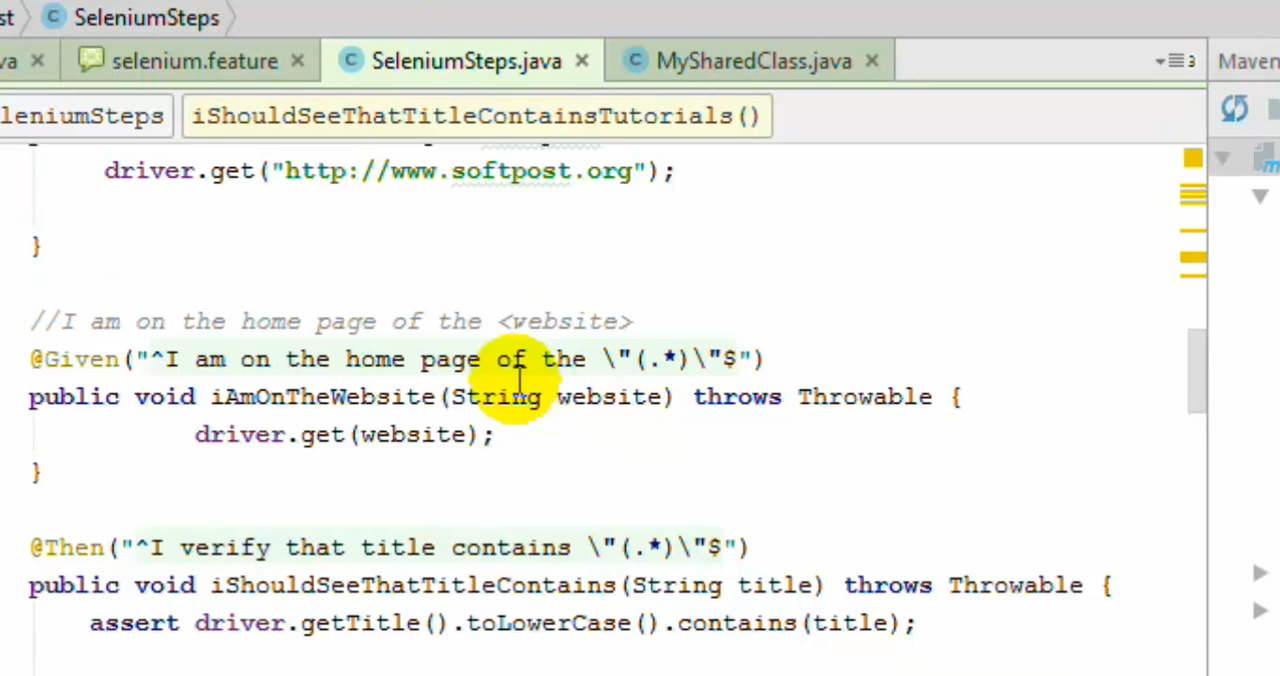 st SeleniumSteps
va selenium.feature SeleniumSteps.java MySharedClass.java 3 Maven
leniumSteps iShouldSeeThatTitleContainsTutorials()
driver.get("http://www.softpost.org");
}
//I am on the home page of the <website>
@Given("^I am on the home page of the \"(.*)\"$")
public void iAmOnTheWebsite(String website) throws Throwable {
driver.get(website);
}
@Then("^I verify that title contains \"(.*)\"$")
public void iShouldSeeThatTitleContains(String title) throws Throwable {
assert driver.getTitle().toLowerCase().contains(title);